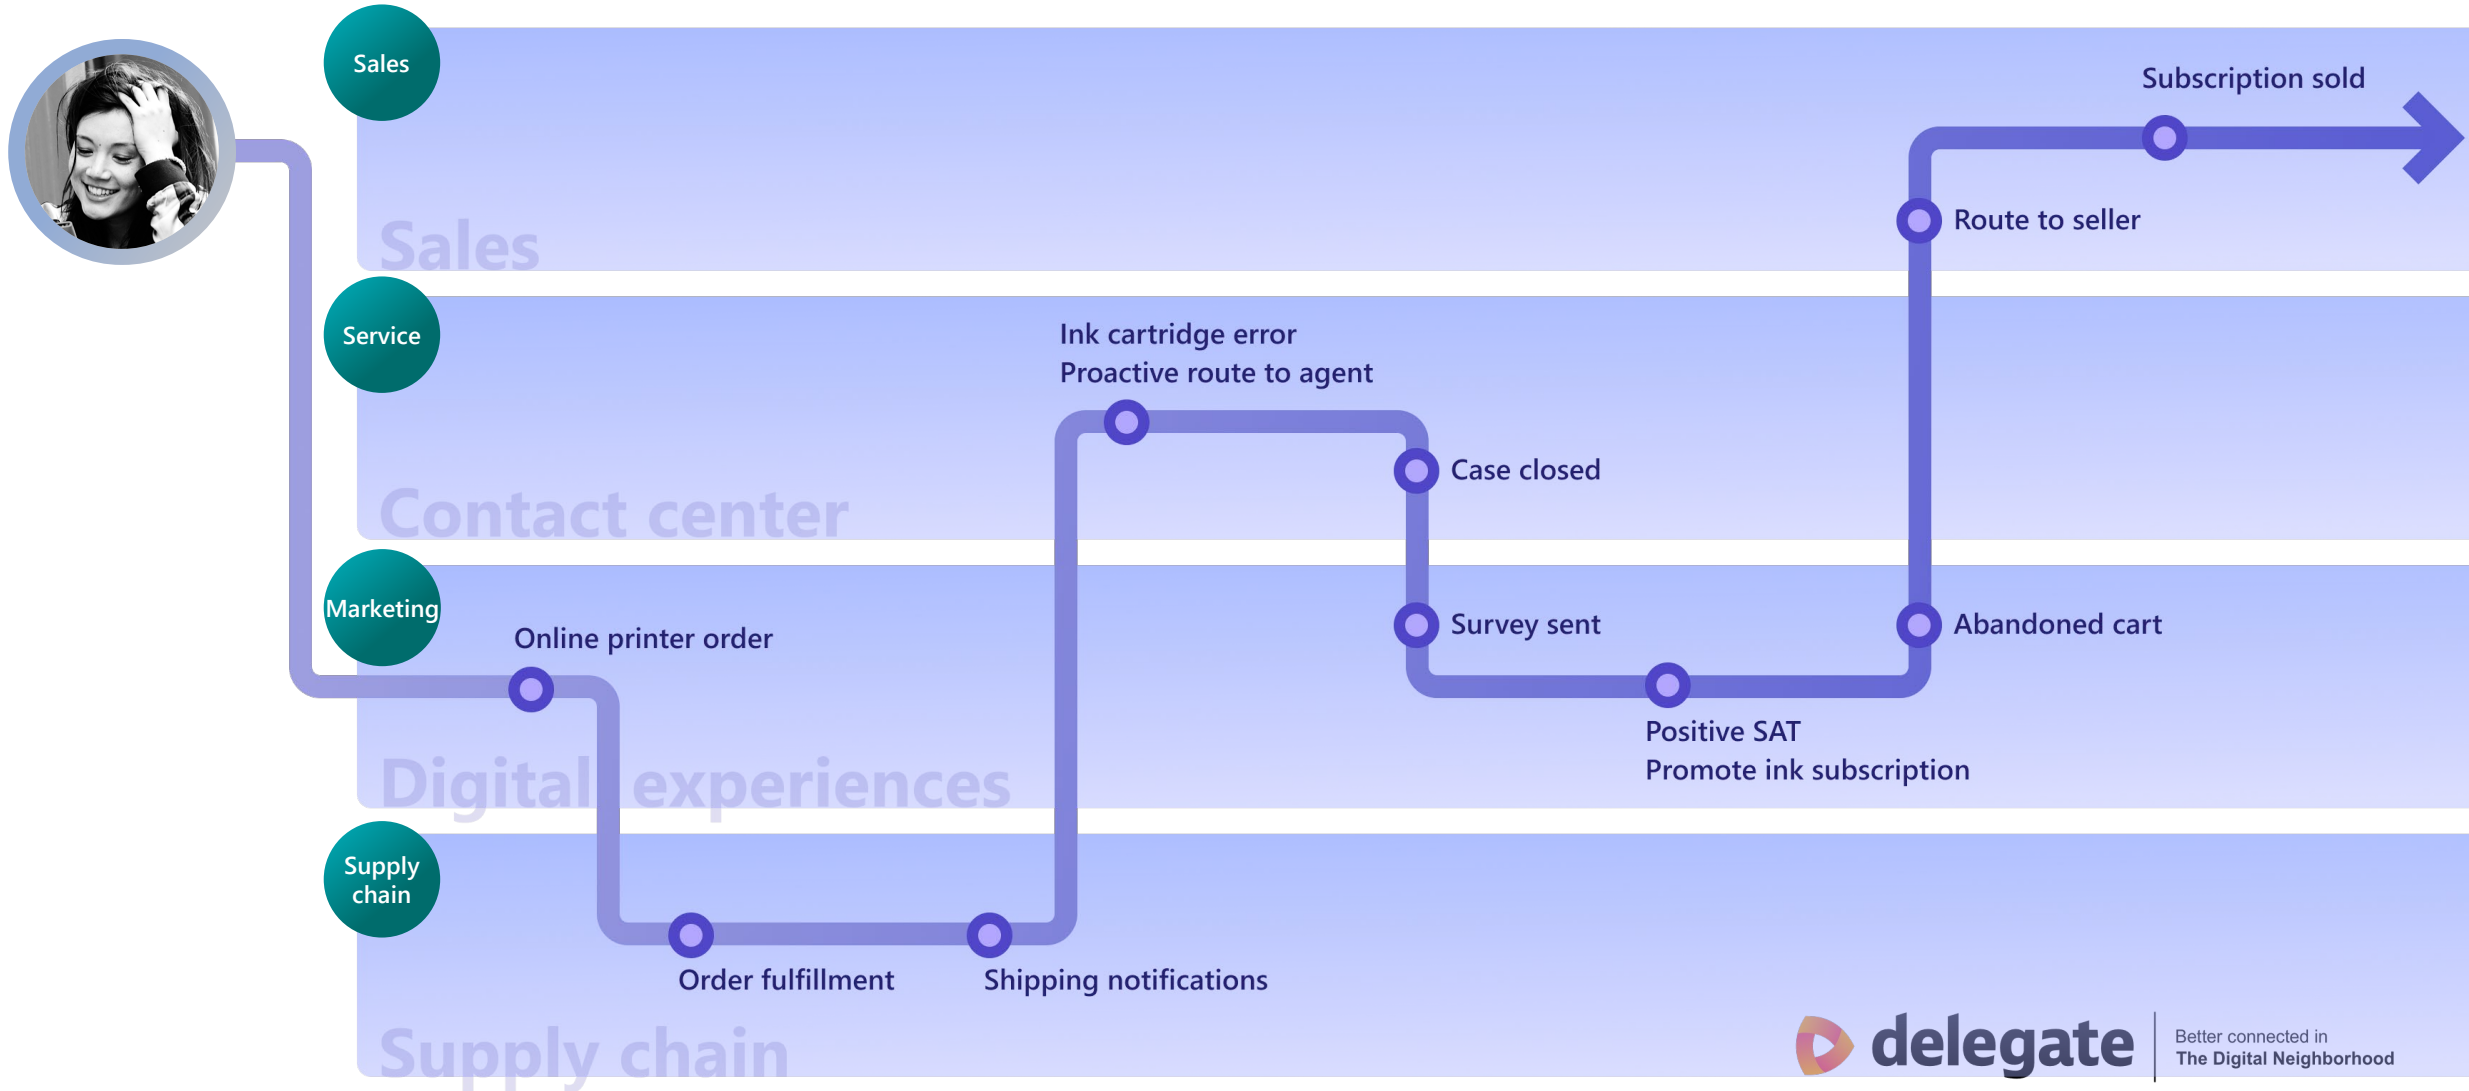 Sales
Subscription sold
Route to seller
Sales
Service
Ink cartridge error
Proactive route to agent
Case closed
Contact center
Marketing
Online printer order
Survey sent
Abandoned cart
Positive SAT
Promote ink subscription
Digital experiences
Supply
chain
Order fulfillment
Shipping notifications
Supply chain
delegate
Better connected in
The Digital Neighborhood